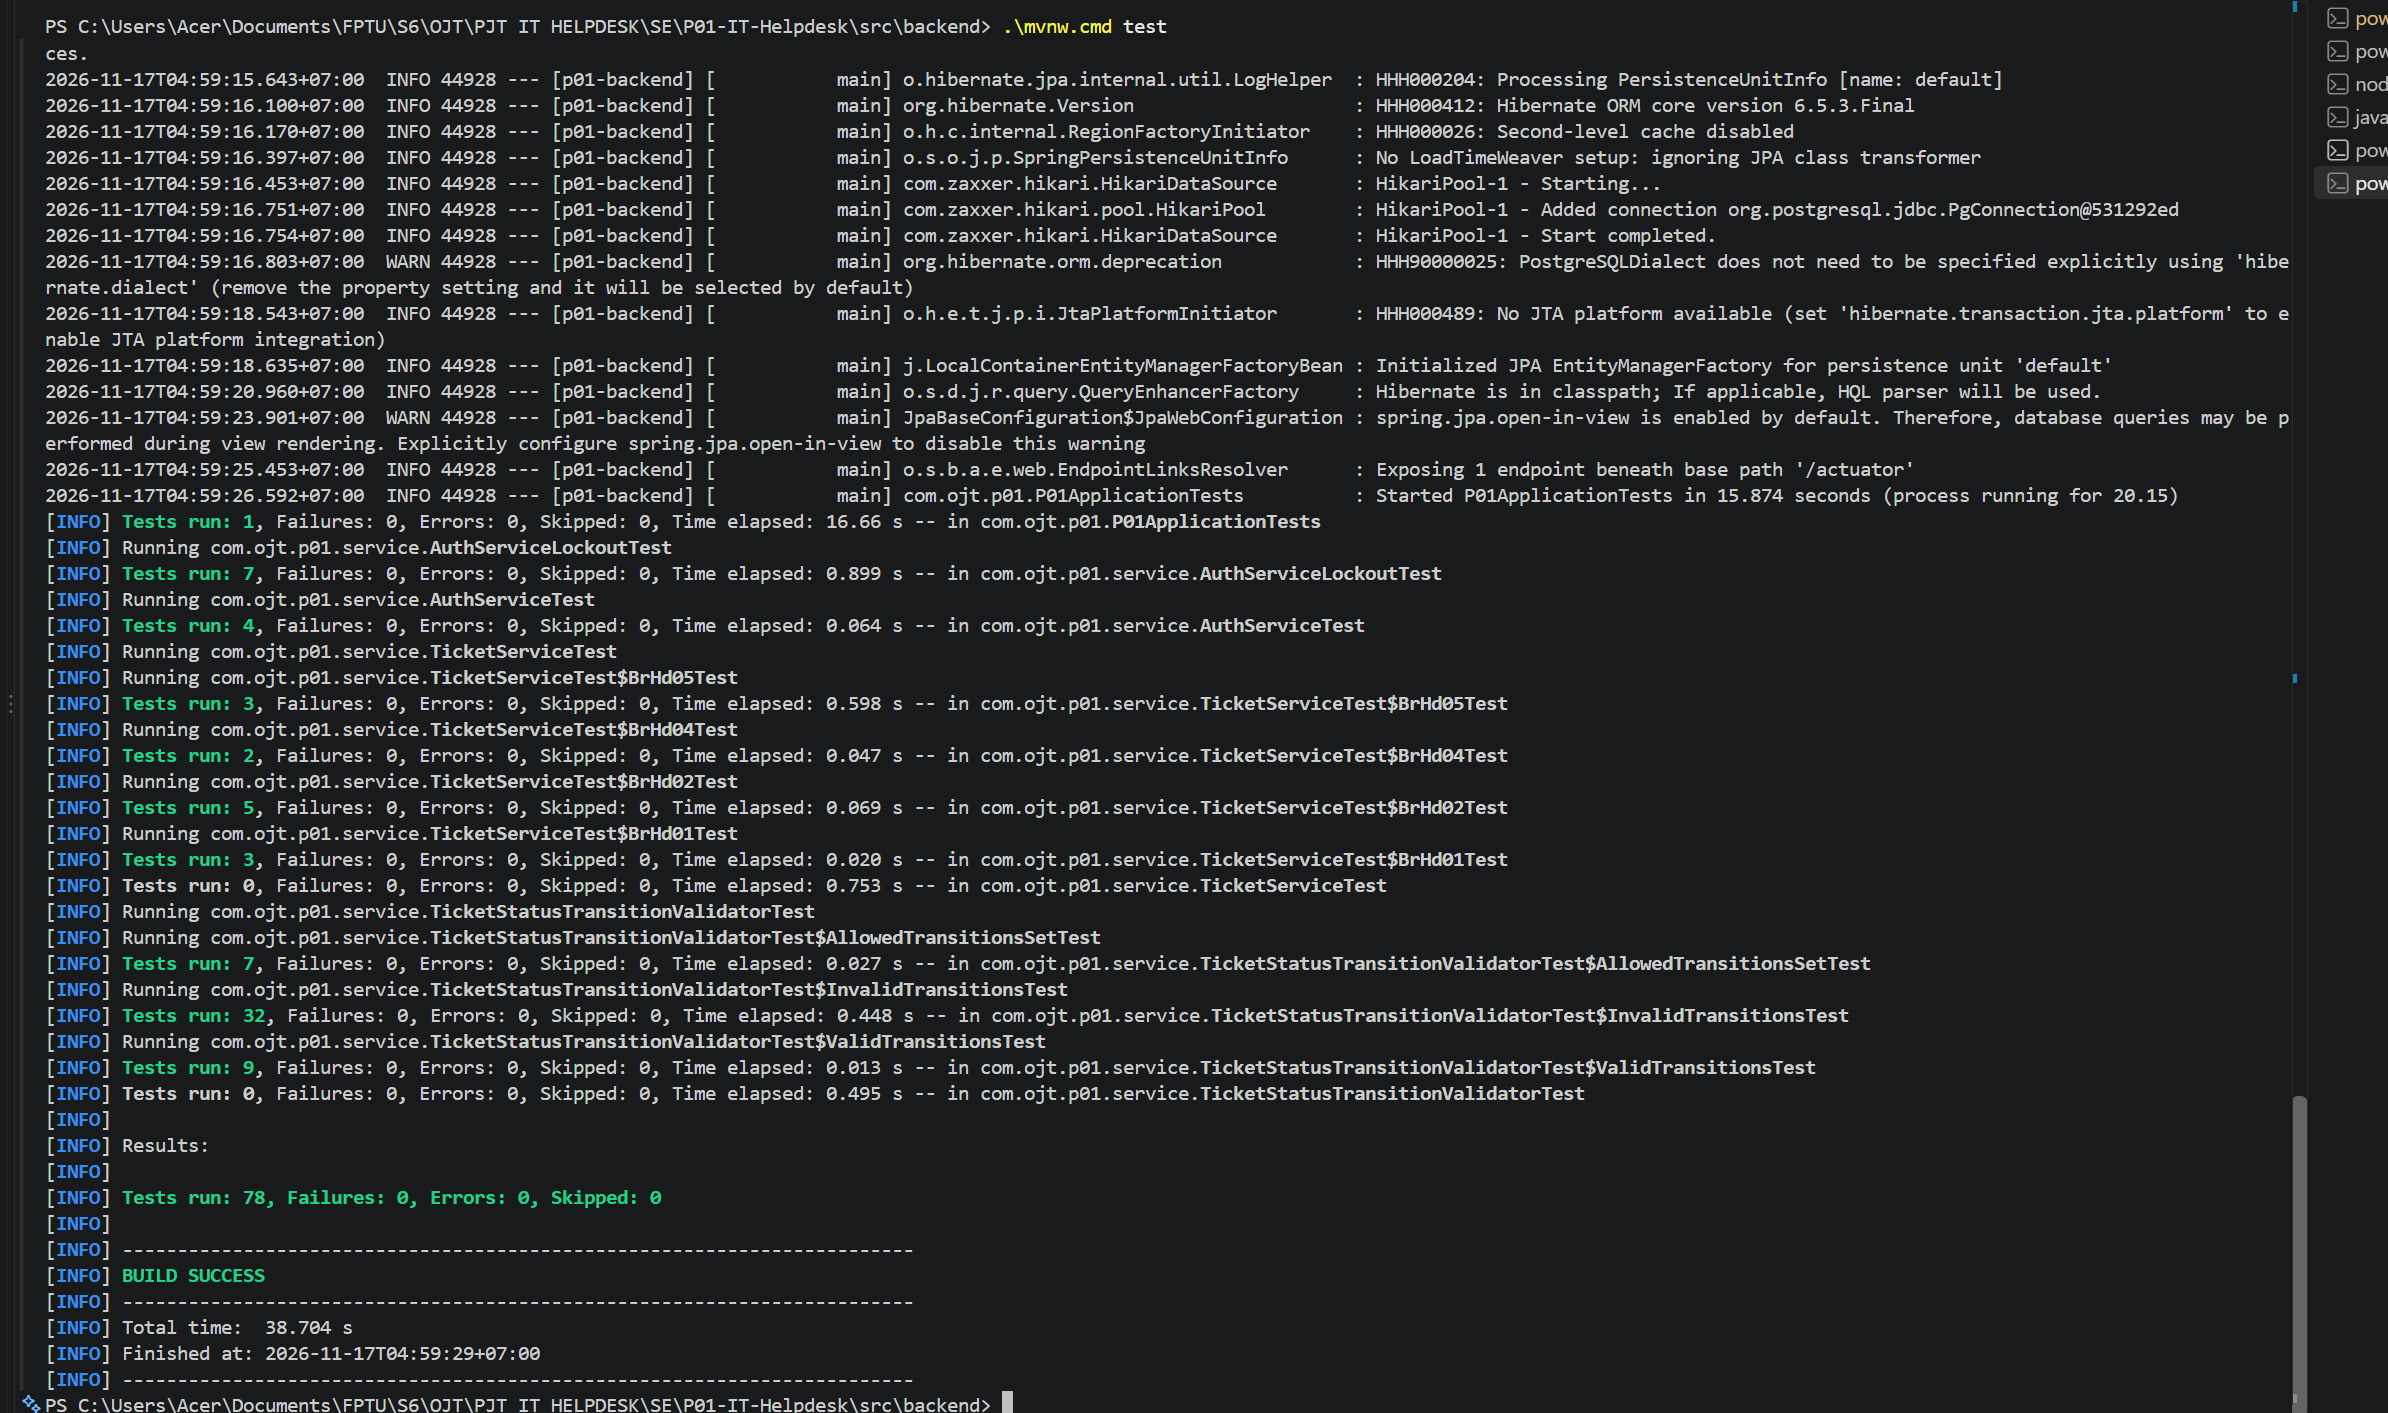 PS C:\Users\Acer\Documents\FPTU\S6\OJT\PJT IT HELPDESK\SE\P01-IT-Helpdesk\src\backend> .\mvnw.cmd test
ces.
2026-11-17T04:59:15.643+07:00  INFO 44928 --- [p01-backend] [           main] o.hibernate.jpa.internal.util.LogHelper  : HHH000204: Processing PersistenceUnitInfo [name: default]
2026-11-17T04:59:16.100+07:00  INFO 44928 --- [p01-backend] [           main] org.hibernate.Version                    : HHH000412: Hibernate ORM core version 6.5.3.Final
2026-11-17T04:59:16.170+07:00  INFO 44928 --- [p01-backend] [           main] o.h.c.internal.RegionFactoryInitiator    : HHH000026: Second-level cache disabled
2026-11-17T04:59:16.397+07:00  INFO 44928 --- [p01-backend] [           main] o.s.o.j.p.SpringPersistenceUnitInfo      : No LoadTimeWeaver setup: ignoring JPA class transformer
2026-11-17T04:59:16.453+07:00  INFO 44928 --- [p01-backend] [           main] com.zaxxer.hikari.HikariDataSource       : HikariPool-1 - Starting...
2026-11-17T04:59:16.751+07:00  INFO 44928 --- [p01-backend] [           main] com.zaxxer.hikari.pool.HikariPool        : HikariPool-1 - Added connection org.postgresql.jdbc.PgConnection@531292ed
2026-11-17T04:59:16.754+07:00  INFO 44928 --- [p01-backend] [           main] com.zaxxer.hikari.HikariDataSource       : HikariPool-1 - Start completed.
2026-11-17T04:59:16.803+07:00  WARN 44928 --- [p01-backend] [           main] org.hibernate.orm.deprecation            : HHH90000025: PostgreSQLDialect does not need to be specified explicitly using 'hibe
rnate.dialect' (remove the property setting and it will be selected by default)
2026-11-17T04:59:18.543+07:00  INFO 44928 --- [p01-backend] [           main] o.h.e.t.j.p.i.JtaPlatformInitiator       : HHH000489: No JTA platform available (set 'hibernate.transaction.jta.platform' to e
nable JTA platform integration)
2026-11-17T04:59:18.635+07:00  INFO 44928 --- [p01-backend] [           main] j.LocalContainerEntityManagerFactoryBean : Initialized JPA EntityManagerFactory for persistence unit 'default'
2026-11-17T04:59:20.960+07:00  INFO 44928 --- [p01-backend] [           main] o.s.d.j.r.query.QueryEnhancerFactory     : Hibernate is in classpath; If applicable, HQL parser will be used.
2026-11-17T04:59:23.901+07:00  WARN 44928 --- [p01-backend] [           main] JpaBaseConfiguration$JpaWebConfiguration : spring.jpa.open-in-view is enabled by default. Therefore, database queries may be p
erformed during view rendering. Explicitly configure spring.jpa.open-in-view to disable this warning
2026-11-17T04:59:25.453+07:00  INFO 44928 --- [p01-backend] [           main] o.s.b.a.e.web.EndpointLinksResolver      : Exposing 1 endpoint beneath base path '/actuator'
2026-11-17T04:59:26.592+07:00  INFO 44928 --- [p01-backend] [           main] com.ojt.p01.P01ApplicationTests          : Started P01ApplicationTests in 15.874 seconds (process running for 20.15)
[INFO] Tests run: 1, Failures: 0, Errors: 0, Skipped: 0, Time elapsed: 16.66 s -- in com.ojt.p01.P01ApplicationTests
[INFO] Running com.ojt.p01.service.AuthServiceLockoutTest
[INFO] Tests run: 7, Failures: 0, Errors: 0, Skipped: 0, Time elapsed: 0.899 s -- in com.ojt.p01.service.AuthServiceLockoutTest
[INFO] Running com.ojt.p01.service.AuthServiceTest
[INFO] Tests run: 4, Failures: 0, Errors: 0, Skipped: 0, Time elapsed: 0.064 s -- in com.ojt.p01.service.AuthServiceTest
[INFO] Running com.ojt.p01.service.TicketServiceTest
[INFO] Running com.ojt.p01.service.TicketServiceTest$BrHd05Test
[INFO] Tests run: 3, Failures: 0, Errors: 0, Skipped: 0, Time elapsed: 0.598 s -- in com.ojt.p01.service.TicketServiceTest$BrHd05Test
[INFO] Running com.ojt.p01.service.TicketServiceTest$BrHd04Test
[INFO] Tests run: 2, Failures: 0, Errors: 0, Skipped: 0, Time elapsed: 0.047 s -- in com.ojt.p01.service.TicketServiceTest$BrHd04Test
[INFO] Running com.ojt.p01.service.TicketServiceTest$BrHd02Test
[INFO] Tests run: 5, Failures: 0, Errors: 0, Skipped: 0, Time elapsed: 0.069 s -- in com.ojt.p01.service.TicketServiceTest$BrHd02Test
[INFO] Running com.ojt.p01.service.TicketServiceTest$BrHd01Test
[INFO] Tests run: 3, Failures: 0, Errors: 0, Skipped: 0, Time elapsed: 0.020 s -- in com.ojt.p01.service.TicketServiceTest$BrHd01Test
[INFO] Tests run: 0, Failures: 0, Errors: 0, Skipped: 0, Time elapsed: 0.753 s -- in com.ojt.p01.service.TicketServiceTest
[INFO] Running com.ojt.p01.service.TicketStatusTransitionValidatorTest
[INFO] Running com.ojt.p01.service.TicketStatusTransitionValidatorTest$AllowedTransitionsSetTest
[INFO] Tests run: 7, Failures: 0, Errors: 0, Skipped: 0, Time elapsed: 0.027 s -- in com.ojt.p01.service.TicketStatusTransitionValidatorTest$AllowedTransitionsSetTest
[INFO] Running com.ojt.p01.service.TicketStatusTransitionValidatorTest$InvalidTransitionsTest
[INFO] Tests run: 32, Failures: 0, Errors: 0, Skipped: 0, Time elapsed: 0.448 s -- in com.ojt.p01.service.TicketStatusTransitionValidatorTest$InvalidTransitionsTest
[INFO] Running com.ojt.p01.service.TicketStatusTransitionValidatorTest$ValidTransitionsTest
[INFO] Tests run: 9, Failures: 0, Errors: 0, Skipped: 0, Time elapsed: 0.013 s -- in com.ojt.p01.service.TicketStatusTransitionValidatorTest$ValidTransitionsTest
[INFO] Tests run: 0, Failures: 0, Errors: 0, Skipped: 0, Time elapsed: 0.495 s -- in com.ojt.p01.service.TicketStatusTransitionValidatorTest
[INFO]
[INFO] Results:
[INFO]
[INFO] Tests run: 78, Failures: 0, Errors: 0, Skipped: 0
[INFO]
[INFO] ------------------------------------------------------------------------
[INFO] BUILD SUCCESS
[INFO] ------------------------------------------------------------------------
[INFO] Total time:  38.704 s
[INFO] Finished at: 2026-11-17T04:59:29+07:00
[INFO] ------------------------------------------------------------------------
PS C:\Users\Acer\Documents\FPTU\S6\OJT\PJT IT HELPDESK\SE\P01-IT-Helpdesk\src\backend>
pow
pow
nod
java
pow
pow